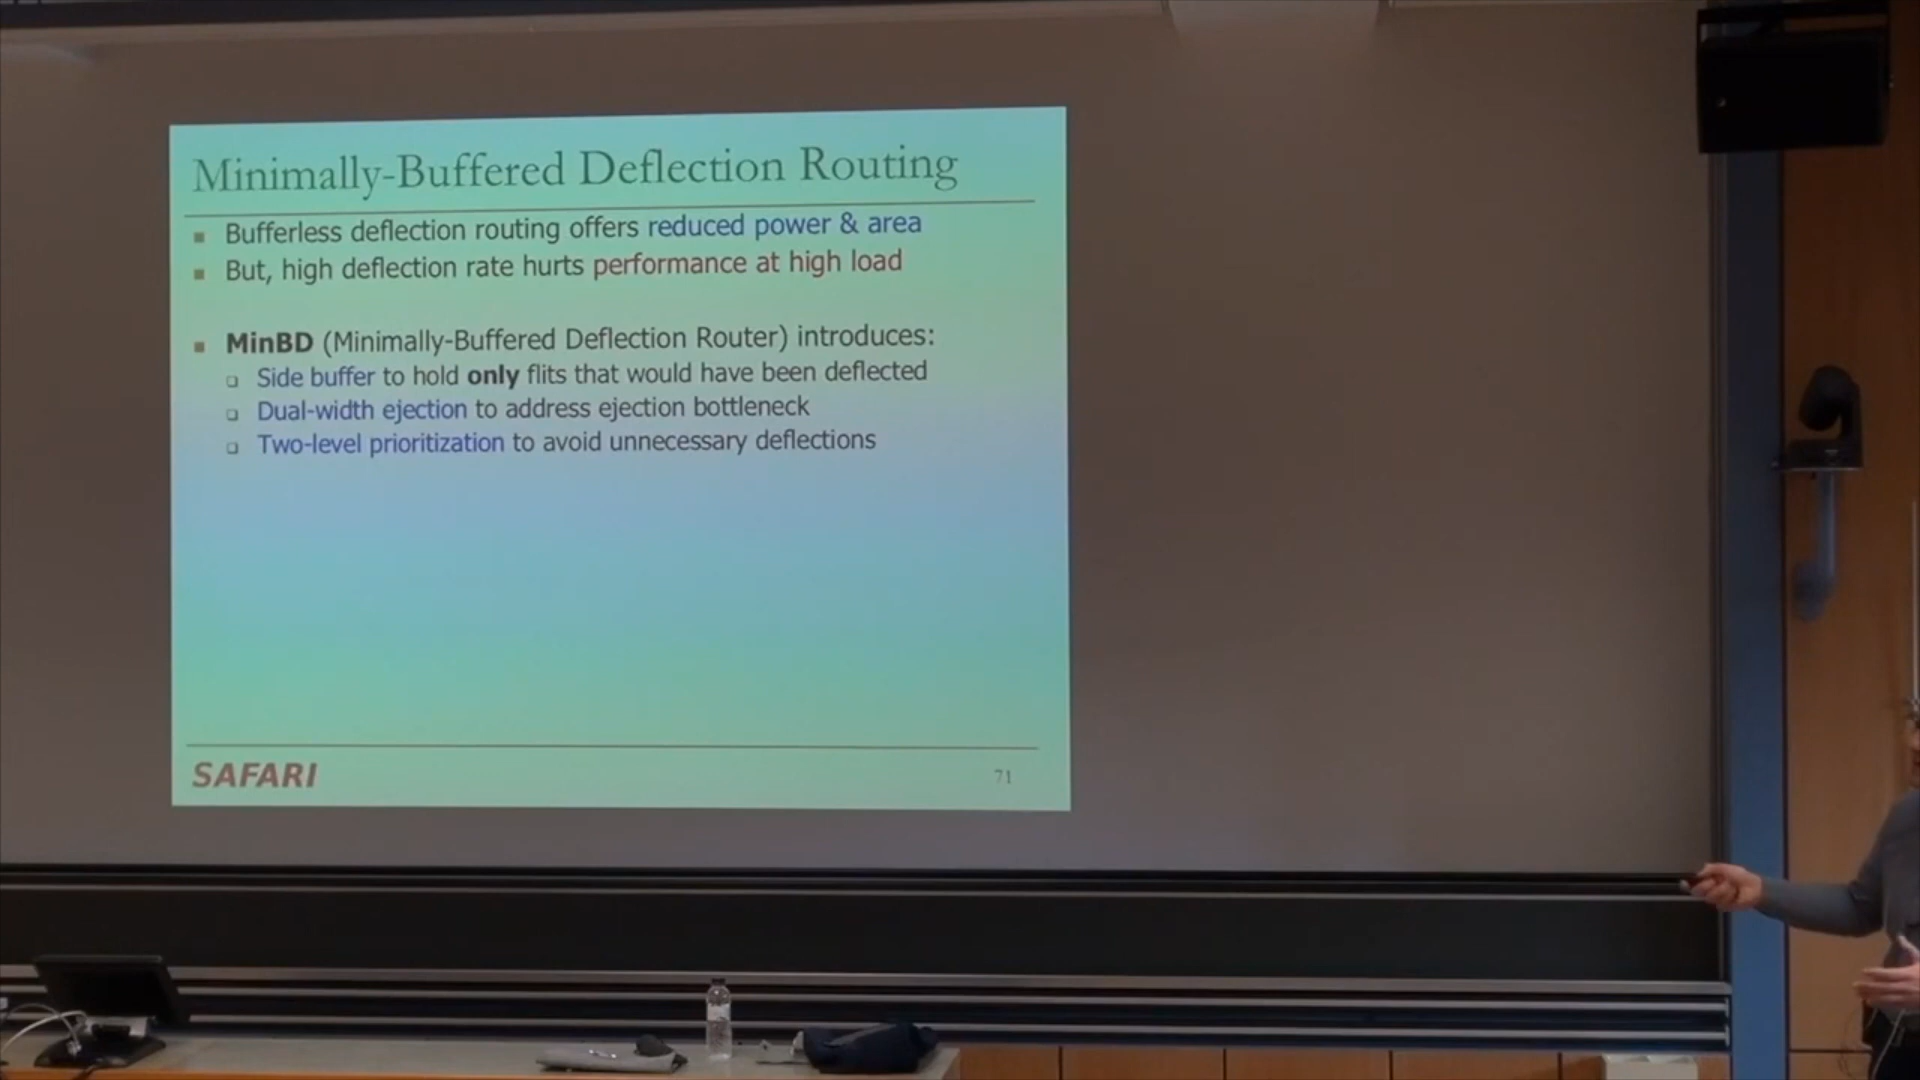 Minimally-Buffered Deflection Routing
Bufferless deflection routing offers reduced power & area
But, high deflection rate hurts performance at high load
MinBD (Minimally-Buffered Deflection Router) introduces:
Side buffer to hold only flits that would have been deflected
Dual-width ejection to address ejection bottleneck
Two-level prioritization to avoid unnecessary deflections
SAFARI
71